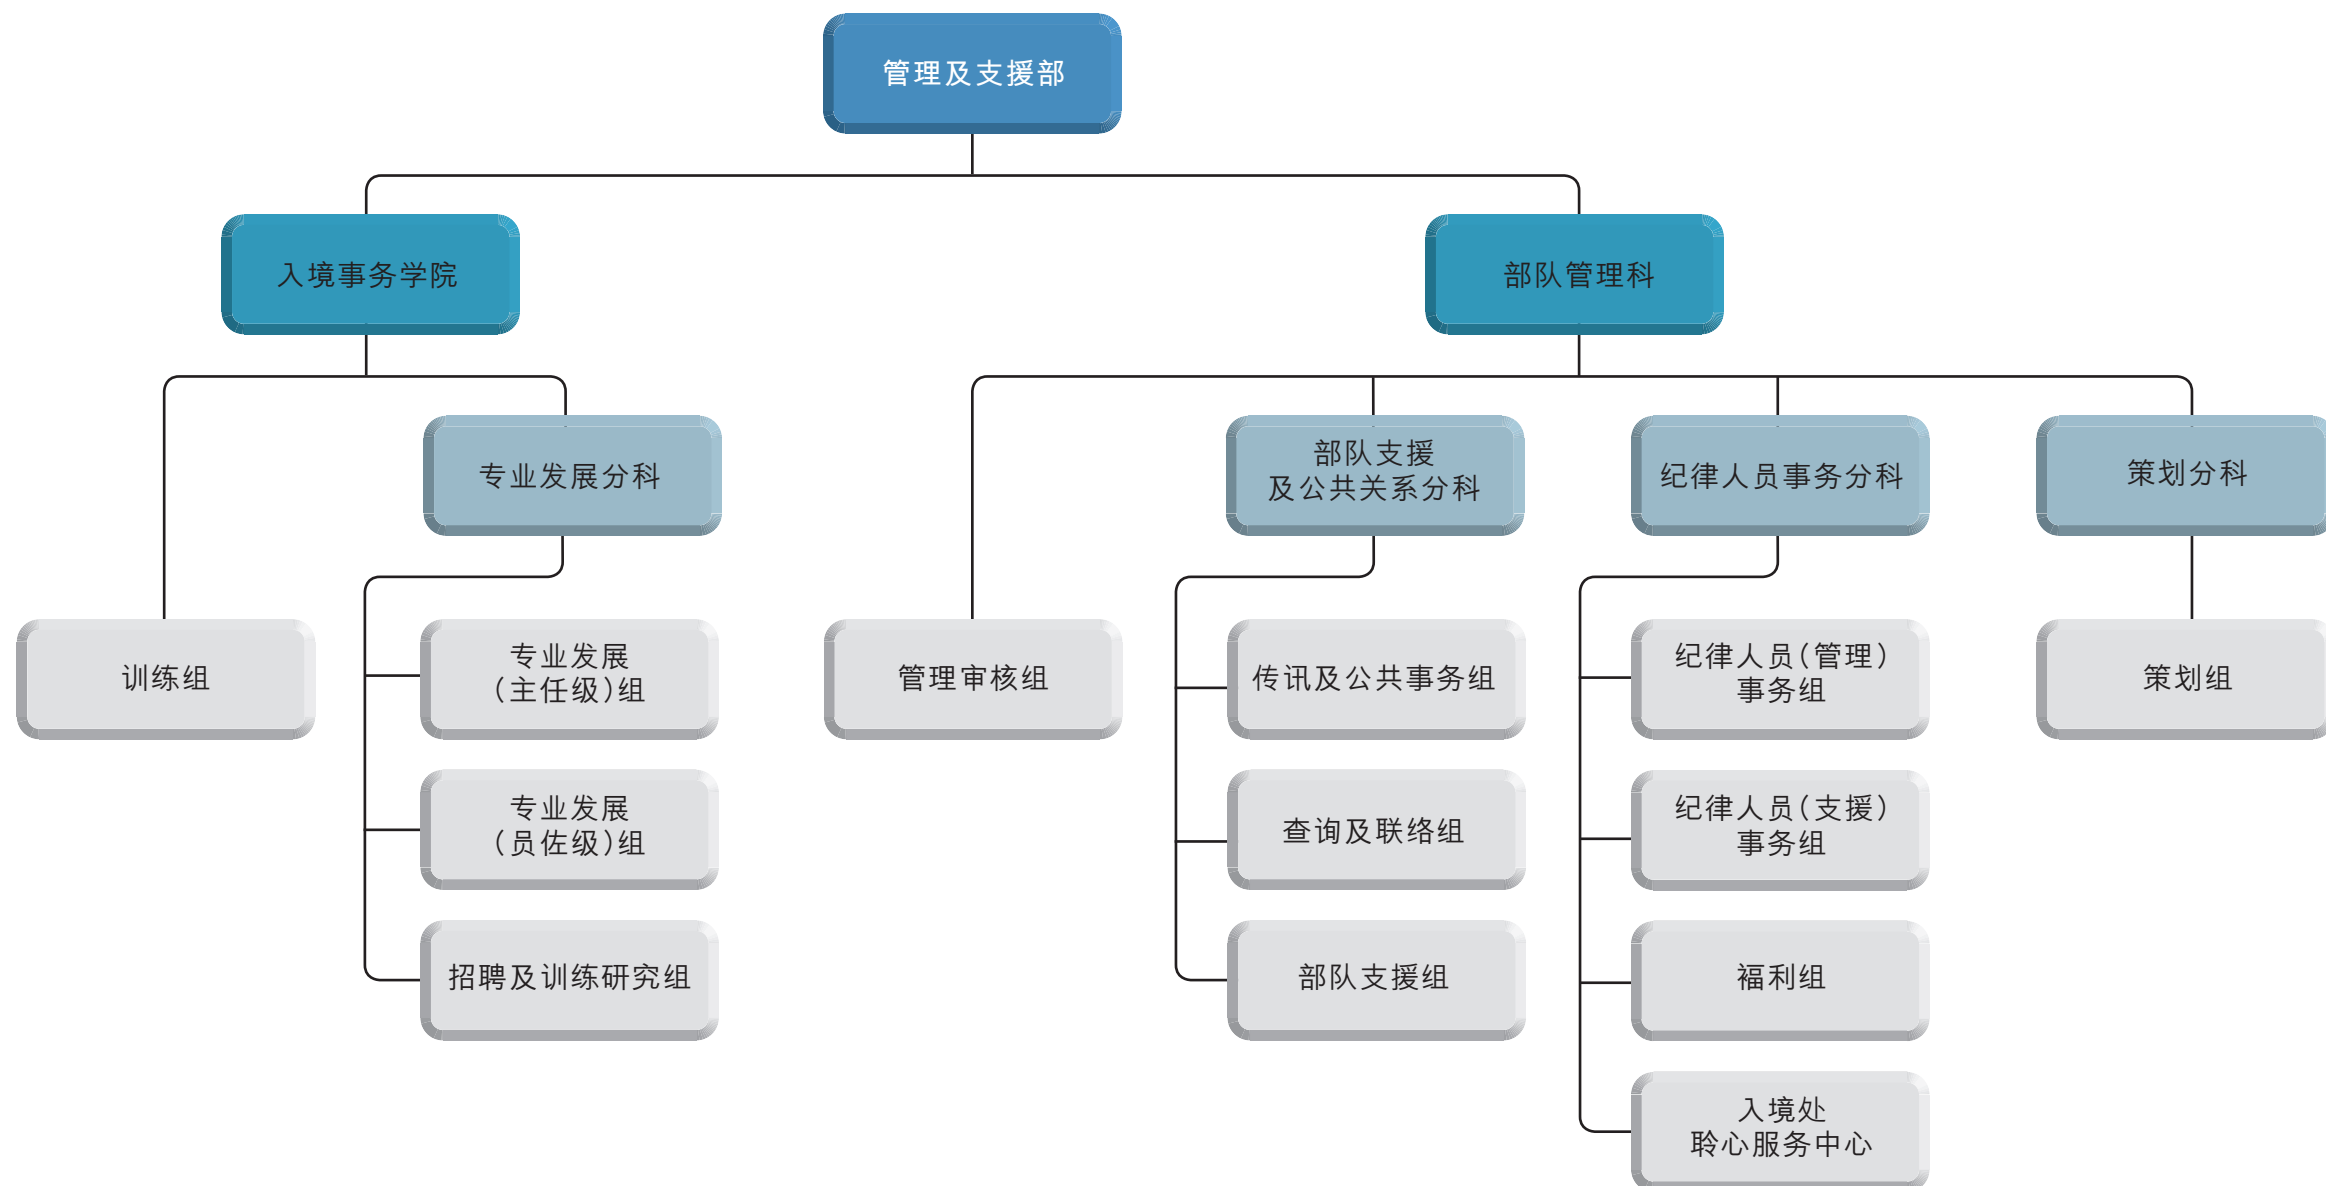 管理及支援部
入境事务学院
部队管理科
专业发展分科
部队支援
及公共关系分科
纪律人员事务分科
策划分科
训练组
专业发展
（主任级）组
管理审核组
传讯及公共事务组
纪律人员（管理）
事务组
策划组
专业发展
（员佐级）组
查询及联络组
纪律人员（支援）
事务组
招聘及训练研究组
部队支援组
福利组
入境处
聆心服务中心